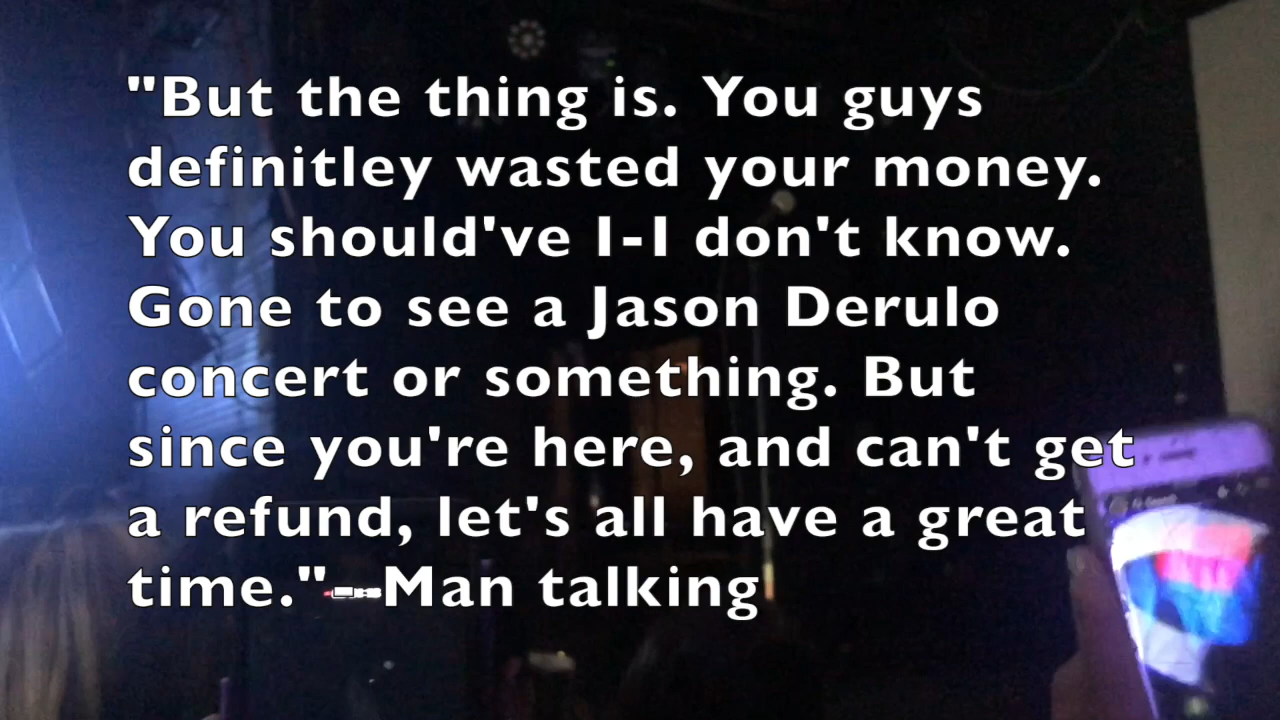 "But the thing is. You guys
definitley wasted your money.
You should've I-I don't know.
Gone to see a Jason Derulo
concert or something. But
since you're here, and can't get
a refund, let's all have a great
time."--Man talking